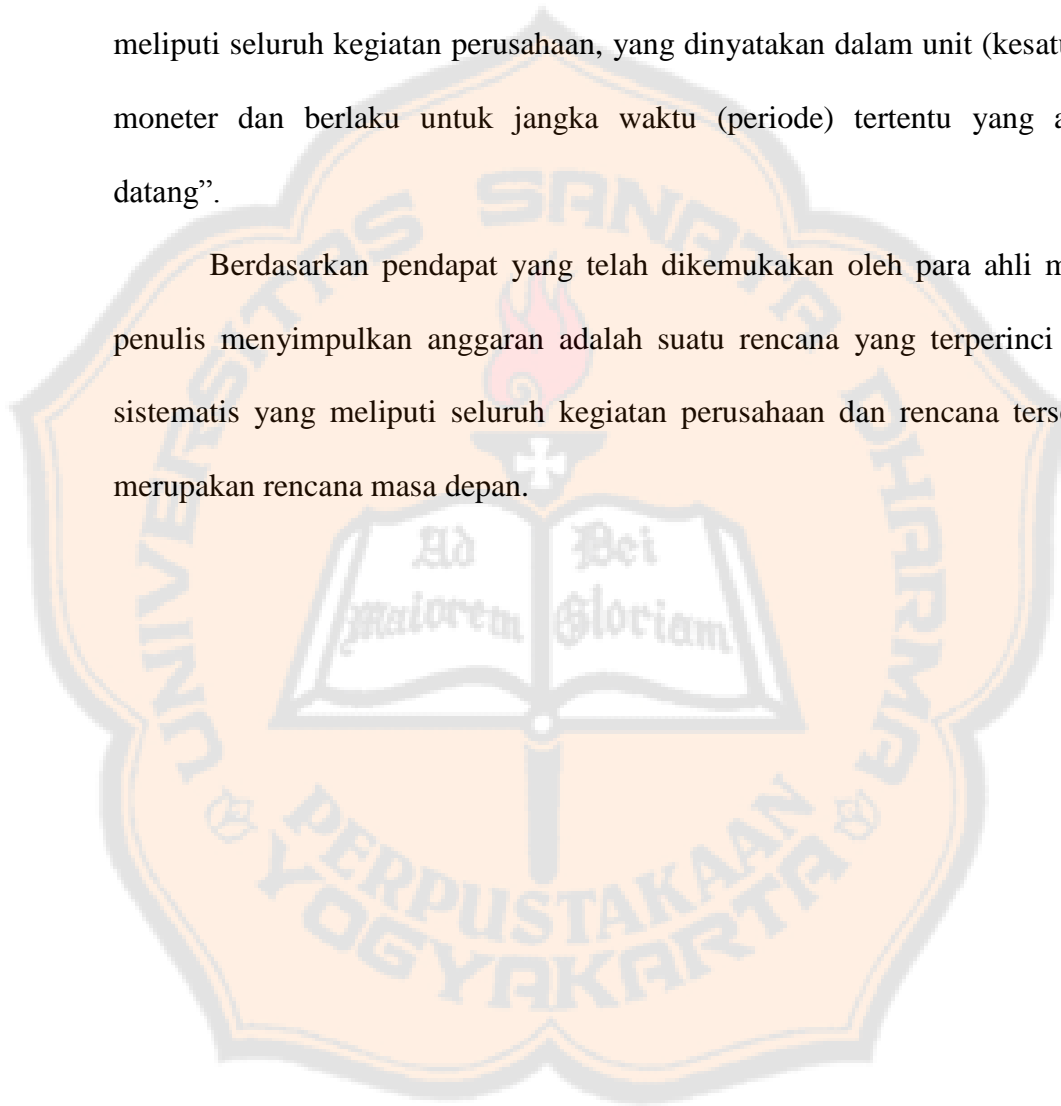 meliputi seluruh kegiatan perusahaan, yang dinyatakan dalam unit
moneter dan berlaku untuk jangka waktu (periode) tertentu yang
datang”.
Berdasarkan pendapat yang telah dikemukakan oleh para ahli
penulis menyimpulkan anggaran adalah suatu rencana yang terperinci
sistematis yang meliputi seluruh kegiatan perusahaan dan rencana
merupakan rencana masa depan.
UNIVERSITAS SANATA DHARMA
Ad Dei
Maiorem Gloriam
PERPUSTAKAAN
YOGYAKARTA